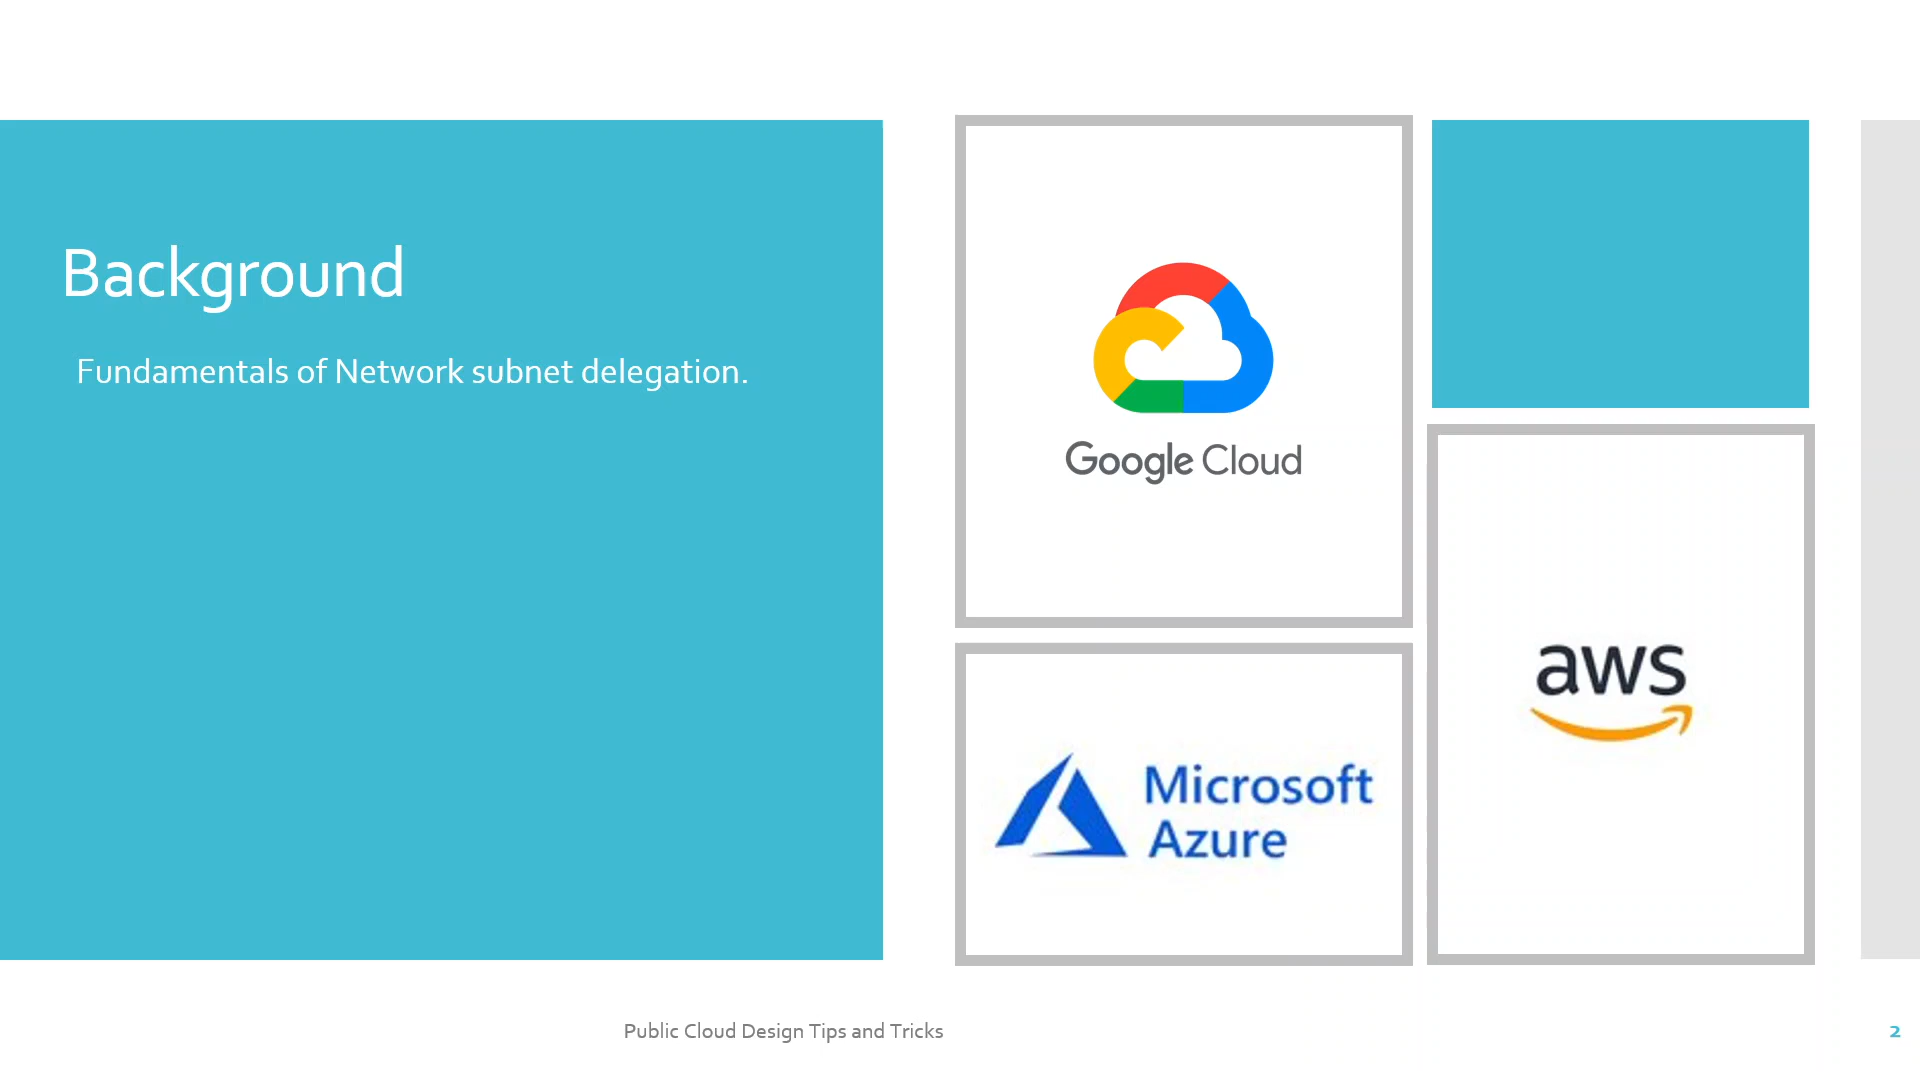 Background
Fundamentals of Network subnet delegation.
Google Cloud
Microsoft
Azure
aws
Public Cloud Design Tips and Tricks
2